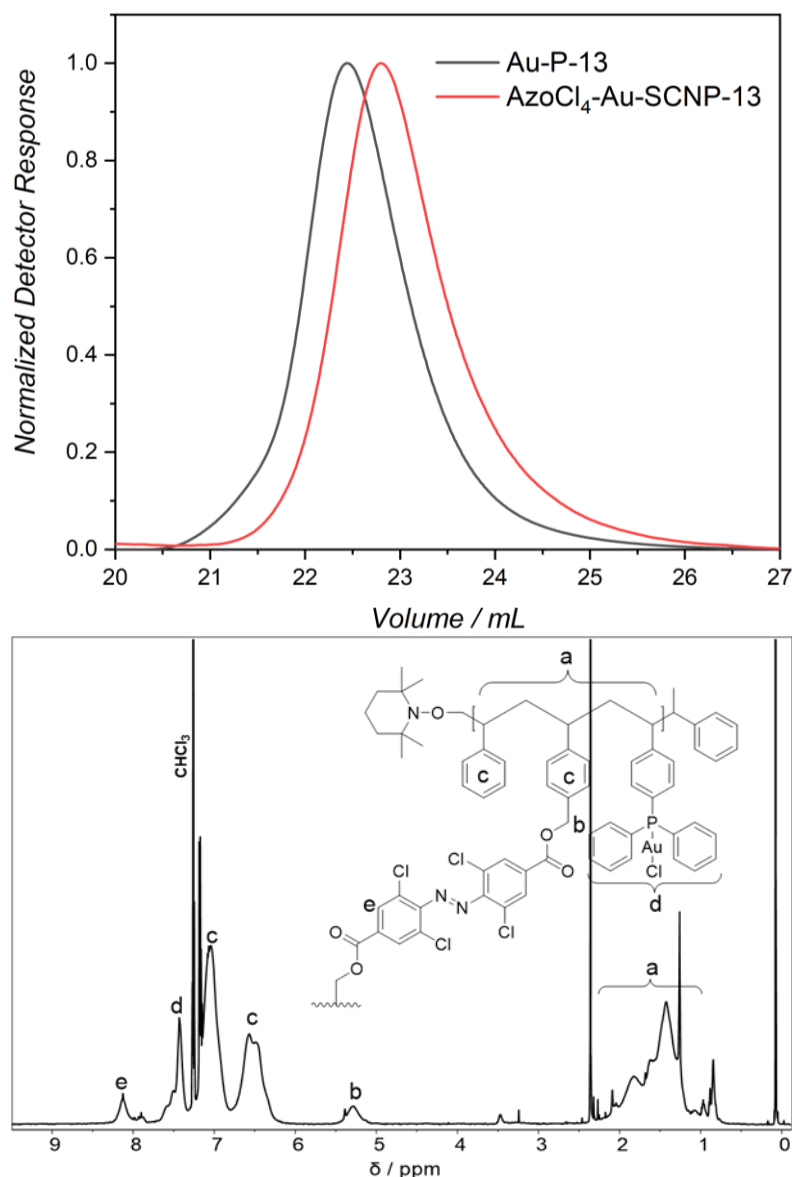 Au-P-13
AzoCl₄-Au-SCNP-13
Normalized Detector Response
1.0
0.8
0.6
0.4
0.2
0.0
20 21 22 23 24 25 26 27
Volume / mL
a
N O
c c
b
O
O
P
Au
Cl
d
Cl
Cl
N N
Cl
Cl
e
O
O
CHCl₃
c
d
c
e
b
a
9 8 7 6 5 4 3 2 1 0
δ / ppm